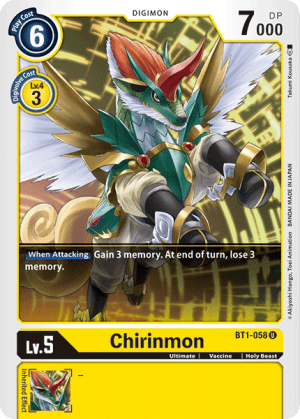 Play Cost
6
DIGIMON
7000
DP
Digivolve Cost
Lv.4
3
Takumi Kousaka
© Akiyoshi Hongo, Toei Animation BANDAI MADE IN JAPAN
When Attacking Gain 3 memory. At end of turn, lose 3
memory.
BT1-058 U
Lv.5
Chirinmon
Ultimate | Vaccine | Holy Beast
Inherited Effect
–